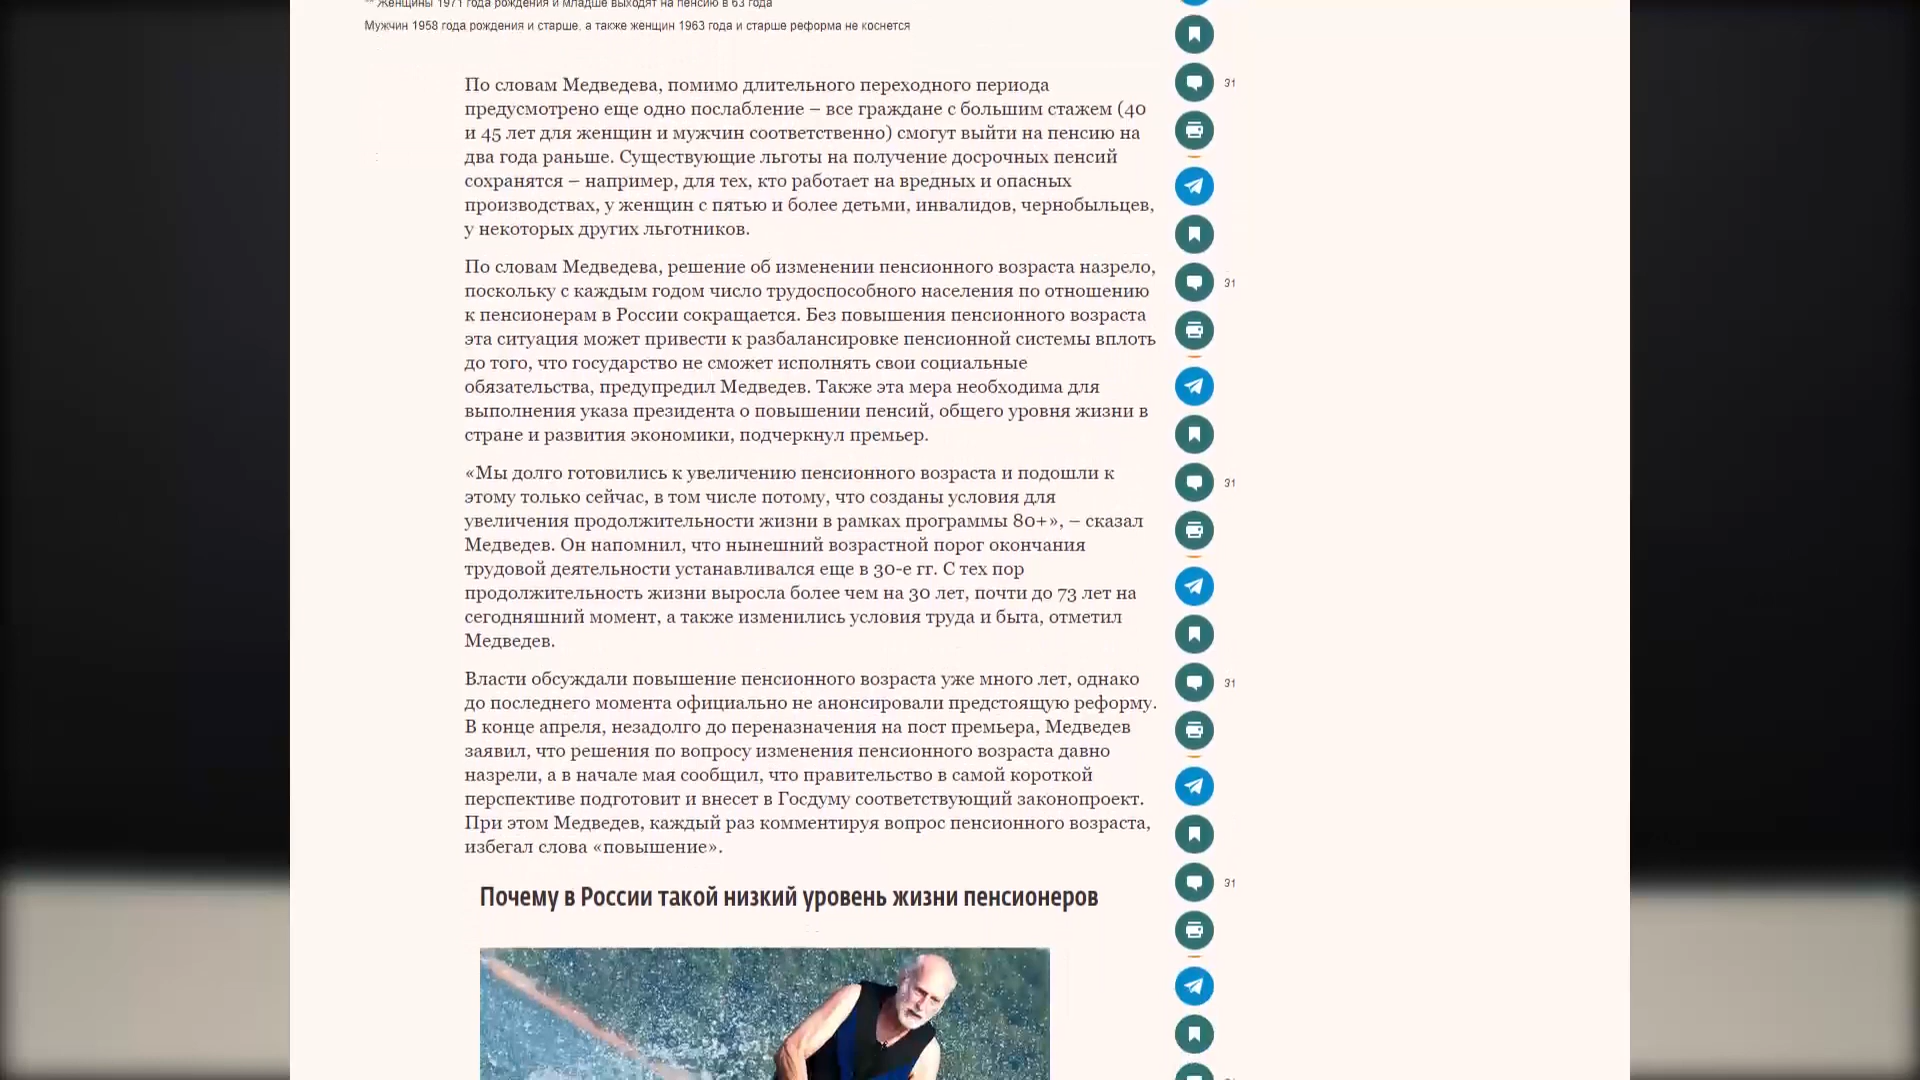 ** Женщины 1971 года рождения и младше выходят на пенсию в 63 года
Мужчин 1958 года рождения и старше, а также женщин 1963 года и старше реформа не коснется
По словам Медведева, помимо длительного переходного периода
предусмотрено еще одно послабление – все граждане с большим стажем (40
и 45 лет для женщин и мужчин соответственно) смогут выйти на пенсию на
два года раньше. Существующие льготы на получение досрочных пенсий
сохранятся – например, для тех, кто работает на вредных и опасных
производствах, у женщин с пятью и более детьми, инвалидов, чернобыльцев,
у некоторых других льготников.
По словам Медведева, решение об изменении пенсионного возраста назрело,
поскольку с каждым годом число трудоспособного населения по отношению
к пенсионерам в России сокращается. Без повышения пенсионного возраста
эта ситуация может привести к разбалансировке пенсионной системы вплоть
до того, что государство не сможет исполнять свои социальные
обязательства, предупредил Медведев. Также эта мера необходима для
выполнения указа президента о повышении пенсий, общего уровня жизни в
стране и развития экономики, подчеркнул премьер.
«Мы долго готовились к увеличению пенсионного возраста и подошли к
этому только сейчас, в том числе потому, что созданы условия для
увеличения продолжительности жизни в рамках программы 80+», – сказал
Медведев. Он напомнил, что нынешний возрастной порог окончания
трудовой деятельности устанавливался еще в 30-е гг. С тех пор
продолжительность жизни выросла более чем на 30 лет, почти до 73 лет на
сегодняшний момент, а также изменились условия труда и быта, отметил
Медведев.
Власти обсуждали повышение пенсионного возраста уже много лет, однако
до последнего момента официально не анонсировали предстоящую реформу.
В конце апреля, незадолго до переназначения на пост премьера, Медведев
заявил, что решения по вопросу изменения пенсионного возраста давно
назрели, а в начале мая сообщил, что правительство в самой короткой
перспективе подготовит и внесет в Госдуму соответствующий законопроект.
При этом Медведев, каждый раз комментируя вопрос пенсионного возраста,
избегал слова «повышение».
Почему в России такой низкий уровень жизни пенсионеров
31
31
31
31
31